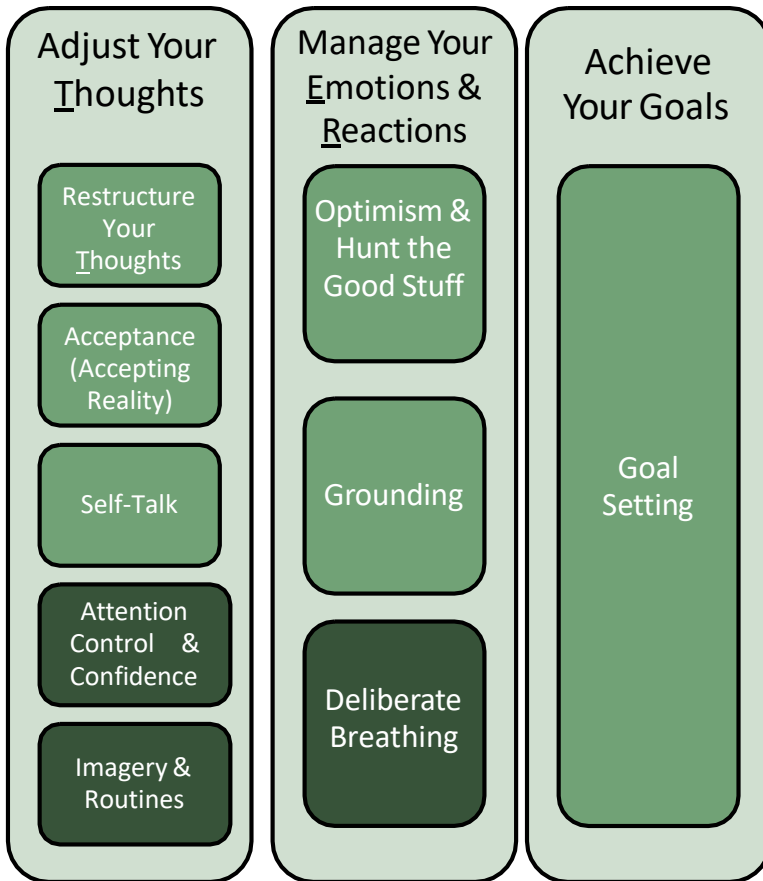 Adjust Your
Thoughts
Restructure
Your
Thoughts
Acceptance
(Accepting
Reality)
Self-Talk
Attention
Control & 
Confidence
Imagery &
Routines
Manage Your
Emotions &
Reactions
Optimism &
Hunt the
Good Stuff
Grounding
Deliberate
Breathing
Achieve
Your Goals
Goal
Setting